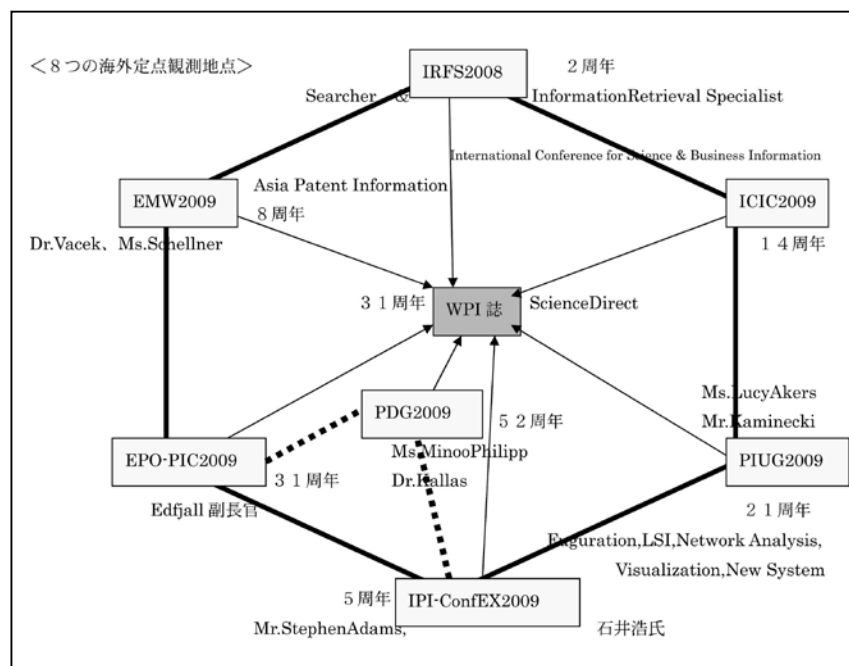 ＜８つの海外定点観測地点＞
IRFS2008
２周年
Searcher &
InformationRetrieval Specialist
International Conference for Science & Business Information
EMW2009
Asia Patent Information
８周年
Dr.Vacek、Ms.Schellner
ICIC2009
１４周年
３１周年
WPI 誌
ScienceDirect
PDG2009
５２周年
Ms.MinooPhilipp
Dr.Kallas
Ms.LucyAkers
Mr.Kaminecki
EPO-PIC2009
３１周年
Edfjall 副長官
PIUG2009
２１周年
Euguration,LSI,Network Analysis,
Visualization,New System
５周年
IPI-ConfEX2009
Mr.StephenAdams,
石井浩氏